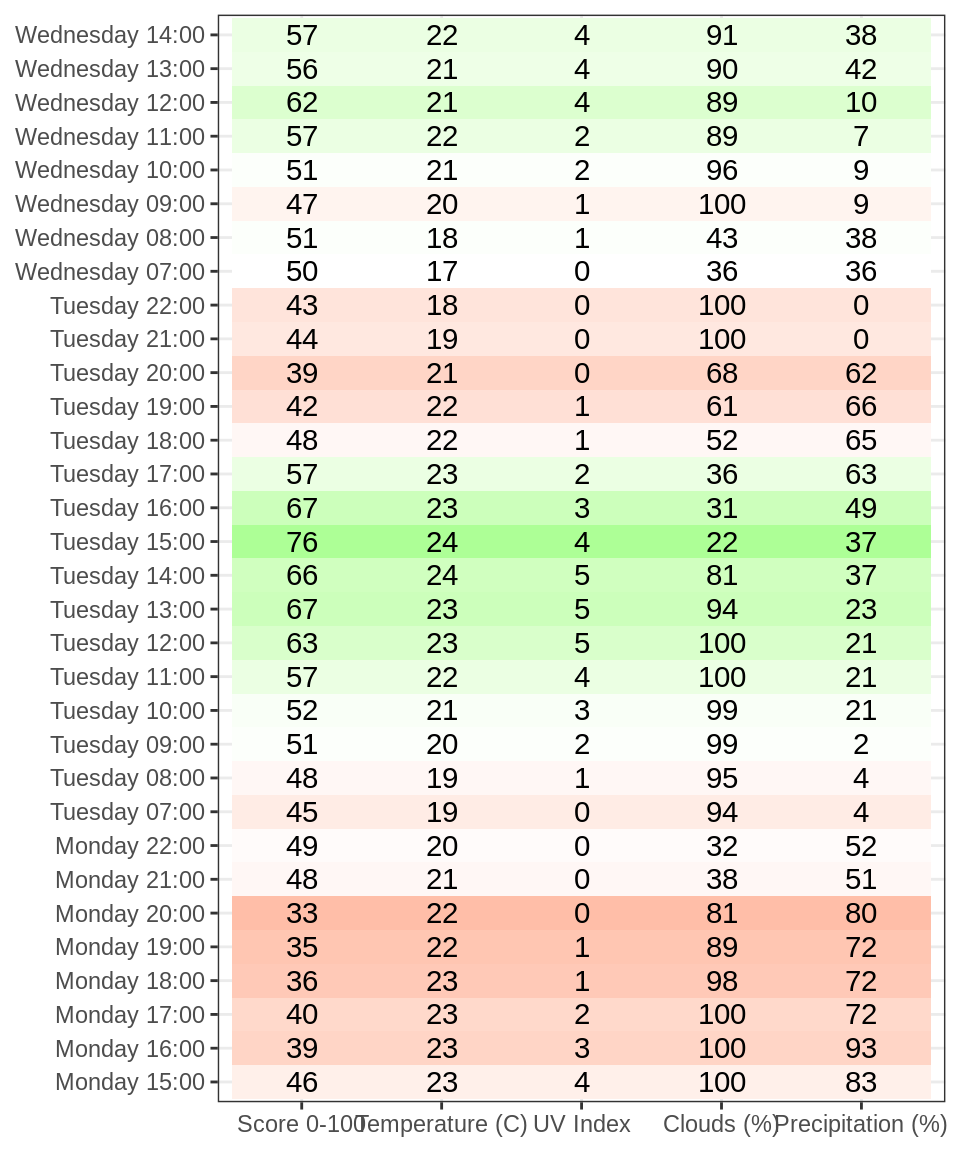 Wednesday 14:00 57 22 4 91 38
Wednesday 13:00 56 21 4 90 42
Wednesday 12:00 62 21 4 89 10
Wednesday 11:00 57 22 2 89 7
Wednesday 10:00 51 21 2 96 9
Wednesday 09:00 47 20 1 100 9
Wednesday 08:00 51 18 1 43 38
Wednesday 07:00 50 17 0 36 36
Tuesday 22:00 43 18 0 100 0
Tuesday 21:00 44 19 0 100 0
Tuesday 20:00 39 21 0 68 62
Tuesday 19:00 42 22 1 61 66
Tuesday 18:00 48 22 1 52 65
Tuesday 17:00 57 23 2 36 63
Tuesday 16:00 67 23 3 31 49
Tuesday 15:00 76 24 4 22 37
Tuesday 14:00 66 24 5 81 37
Tuesday 13:00 67 23 5 94 23
Tuesday 12:00 63 23 5 100 21
Tuesday 11:00 57 22 4 100 21
Tuesday 10:00 52 21 3 99 21
Tuesday 09:00 51 20 2 99 2
Tuesday 08:00 48 19 1 95 4
Tuesday 07:00 45 19 0 94 4
Monday 22:00 49 20 0 32 52
Monday 21:00 48 21 0 38 51
Monday 20:00 33 22 0 81 80
Monday 19:00 35 22 1 89 72
Monday 18:00 36 23 1 98 72
Monday 17:00 40 23 2 100 72
Monday 16:00 39 23 3 100 93
Monday 15:00 46 23 4 100 83
Score 0-100 Temperature (C) UV Index Clouds (%) Precipitation (%)